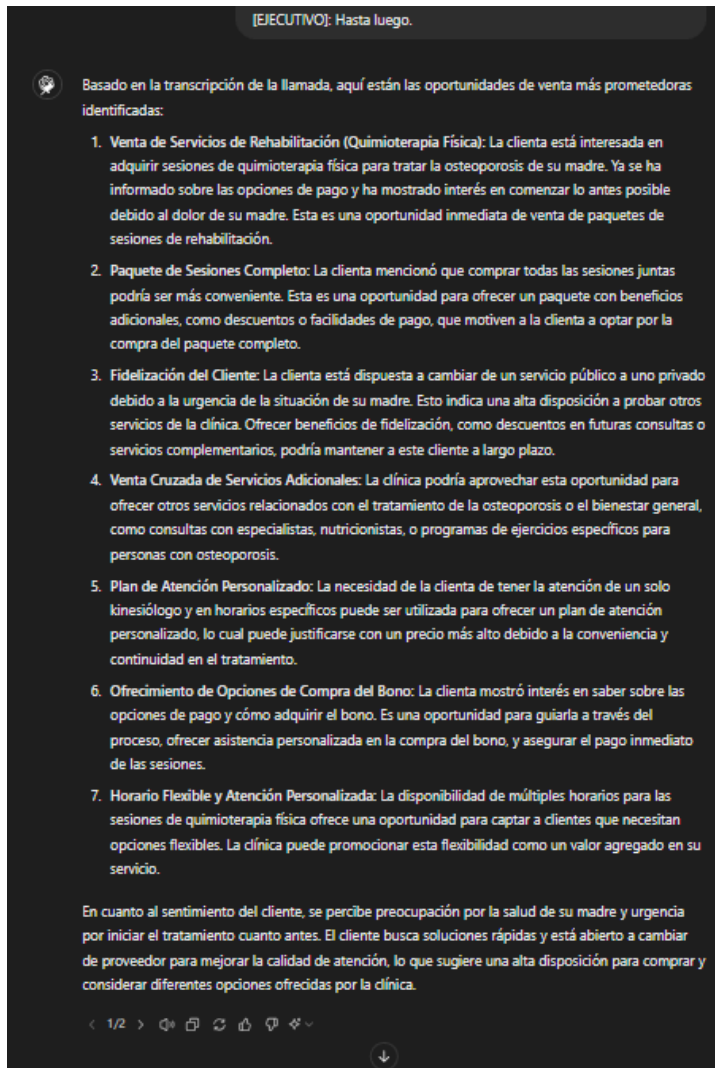 [EJECUTIVO]: Hasta luego.
Basado en la transcripción de la llamada, aquí están las oportunidades de venta más prometedoras
identificadas:
1. Venta de Servicios de Rehabilitación (Quimioterapia Física): La clienta está interesada en
adquirir sesiones de quimioterapia física para tratar la osteoporosis de su madre. Ya se ha
informado sobre las opciones de pago y ha mostrado interés en comenzar lo antes posible
debido al dolor de su madre. Esta es una oportunidad inmediata de venta de paquetes de
sesiones de rehabilitación.
2. Paquete de Sesiones Completo: La clienta mencionó que comprar todas las sesiones juntas
podría ser más conveniente. Esta es una oportunidad para ofrecer un paquete con beneficios
adicionales, como descuentos o facilidades de pago, que motiven a la clienta a optar por la
compra del paquete completo.
3. Fidelización del Cliente: La clienta está dispuesta a cambiar de un servicio público a uno privado
debido a la urgencia de la situación de su madre. Esto indica una alta disposición a probar otros
servicios de la clínica. Ofrecer beneficios de fidelización, como descuentos en futuras consultas o
servicios complementarios, podría mantener a este cliente a largo plazo.
4. Venta Cruzada de Servicios Adicionales: La clínica podría aprovechar esta oportunidad para
ofrecer otros servicios relacionados con el tratamiento de la osteoporosis o el bienestar general,
como consultas con especialistas, nutricionistas, o programas de ejercicios específicos para
personas con osteoporosis.
5. Plan de Atención Personalizado: La necesidad de la clienta de tener la atención de un solo
kinesiólogo y en horarios específicos puede ser utilizada para ofrecer un plan de atención
personalizado, lo cual puede justificarse con un precio más alto debido a la conveniencia y
continuidad en el tratamiento.
6. Ofrecimiento de Opciones de Compra del Bono: La clienta mostró interés en saber sobre las
opciones de pago y cómo adquirir el bono. Es una oportunidad para guiarla a través del
proceso, ofrecer asistencia personalizada en la compra del bono, y asegurar el pago inmediato
de las sesiones.
7. Horario Flexible y Atención Personalizada: La disponibilidad de múltiples horarios para las
sesiones de quimioterapia física ofrece una oportunidad para captar a clientes que necesitan
opciones flexibles. La clínica puede promocionar esta flexibilidad como un valor agregado en su
servicio.
En cuanto al sentimiento del cliente, se percibe preocupación por la salud de su madre y urgencia
por iniciar el tratamiento cuanto antes. El cliente busca soluciones rápidas y está abierto a cambiar
de proveedor para mejorar la calidad de atención, lo que sugiere una alta disposición para comprar y
considerar diferentes opciones ofrecidas por la clínica.
1/2